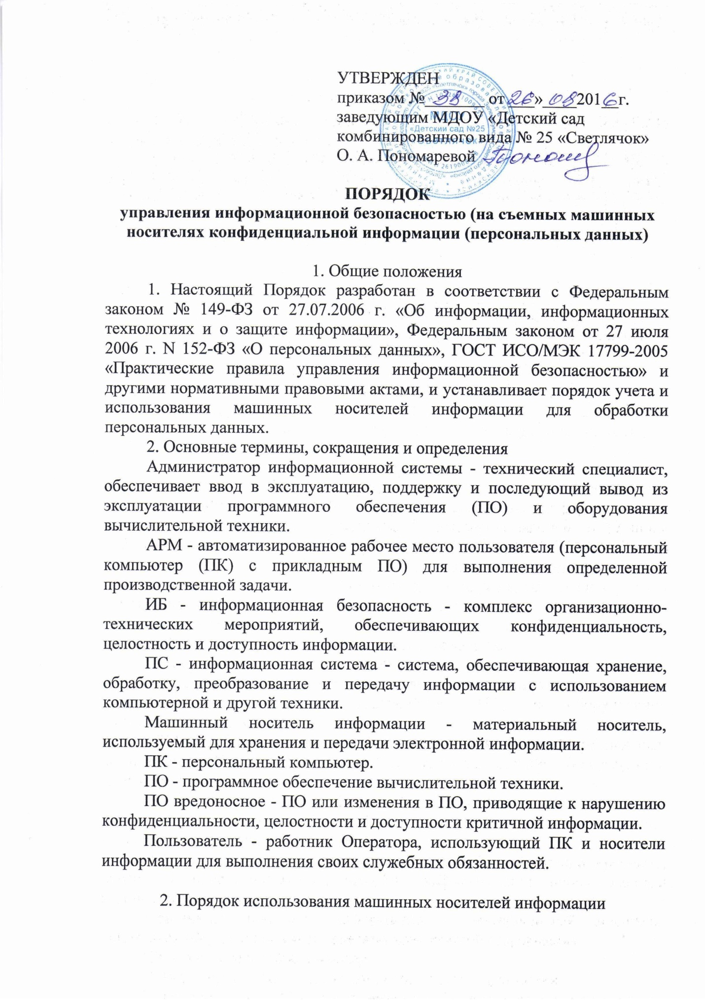 УТВЕРЖДЕН
приказом № 38 от 26» 08 2016 г.
заведующим МДОУ «Детский сад
комбинированного вида № 25 «Светлячок»
О. А. Пономаревой
МДОУ
«Детский сад №25
ПОРЯДОК
управления информационной безопасностью (на съемных машинных
носителях конфиденциальной информации (персональных данных)
1. Общие положения
1. Настоящий Порядок разработан в соответствии с Федеральным
законом № 149-ФЗ от 27.07.2006 г. «Об информации, информационных
технологиях и о защите информации», Федеральным законом от 27 июля
2006 г. N 152-ФЗ «О персональных данных», ГОСТ ИСО/МЭК 17799-2005
«Практические правила управления информационной безопасностью» и
другими нормативными правовыми актами, и устанавливает порядок учета и
использования машинных носителей информации для обработки
персональных данных.
2. Основные термины, сокращения и определения
Администратор информационной системы - технический специалист,
обеспечивает ввод в эксплуатацию, поддержку и последующий вывод из
эксплуатации программного обеспечения (ПО) и оборудования
вычислительной техники.
АРМ - автоматизированное рабочее место пользователя (персональный
компьютер (ПК) с прикладным ПО) для выполнения определенной
производственной задачи.
ИБ - информационная безопасность - комплекс организационно-
технических мероприятий, обеспечивающих конфиденциальность,
целостность и доступность информации.
ПС - информационная система - система, обеспечивающая хранение,
обработку, преобразование и передачу информации с использованием
компьютерной и другой техники.
Машинный носитель информации - материальный носитель,
используемый для хранения и передачи электронной информации.
ПК - персональный компьютер.
ПО - программное обеспечение вычислительной техники.
ПО вредоносное - ПО или изменения в ПО, приводящие к нарушению
конфиденциальности, целостности и доступности критичной информации.
Пользователь - работник Оператора, использующий ПК и носители
информации для выполнения своих служебных обязанностей.
2. Порядок использования машинных носителей информации